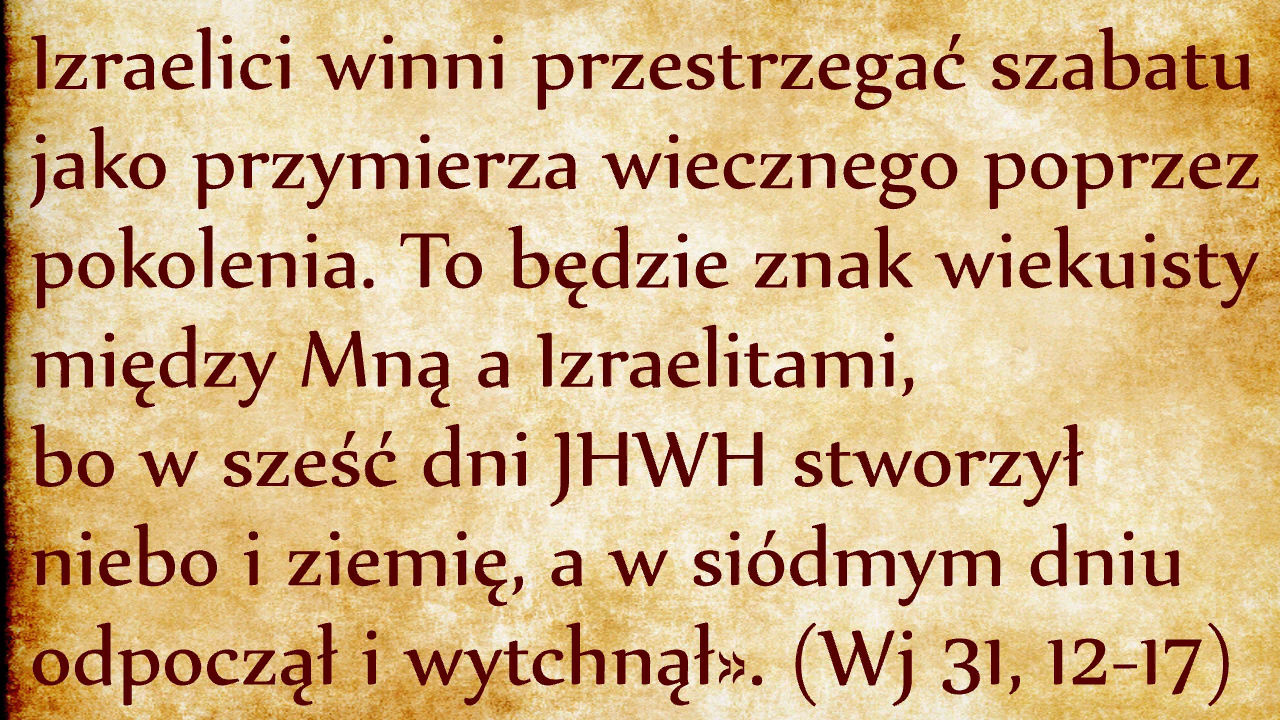 Izraelici winni przestrzegać szabatu
jako przymierza wiecznego poprzez
pokolenia. To będzie znak wiekuisty
między Mną a Izraelitami,
bo w sześć dni JHWH stworzył
niebo i ziemię, a w siódmym dniu
odpoczął i wytchnął». (Wj 31, 12-17)